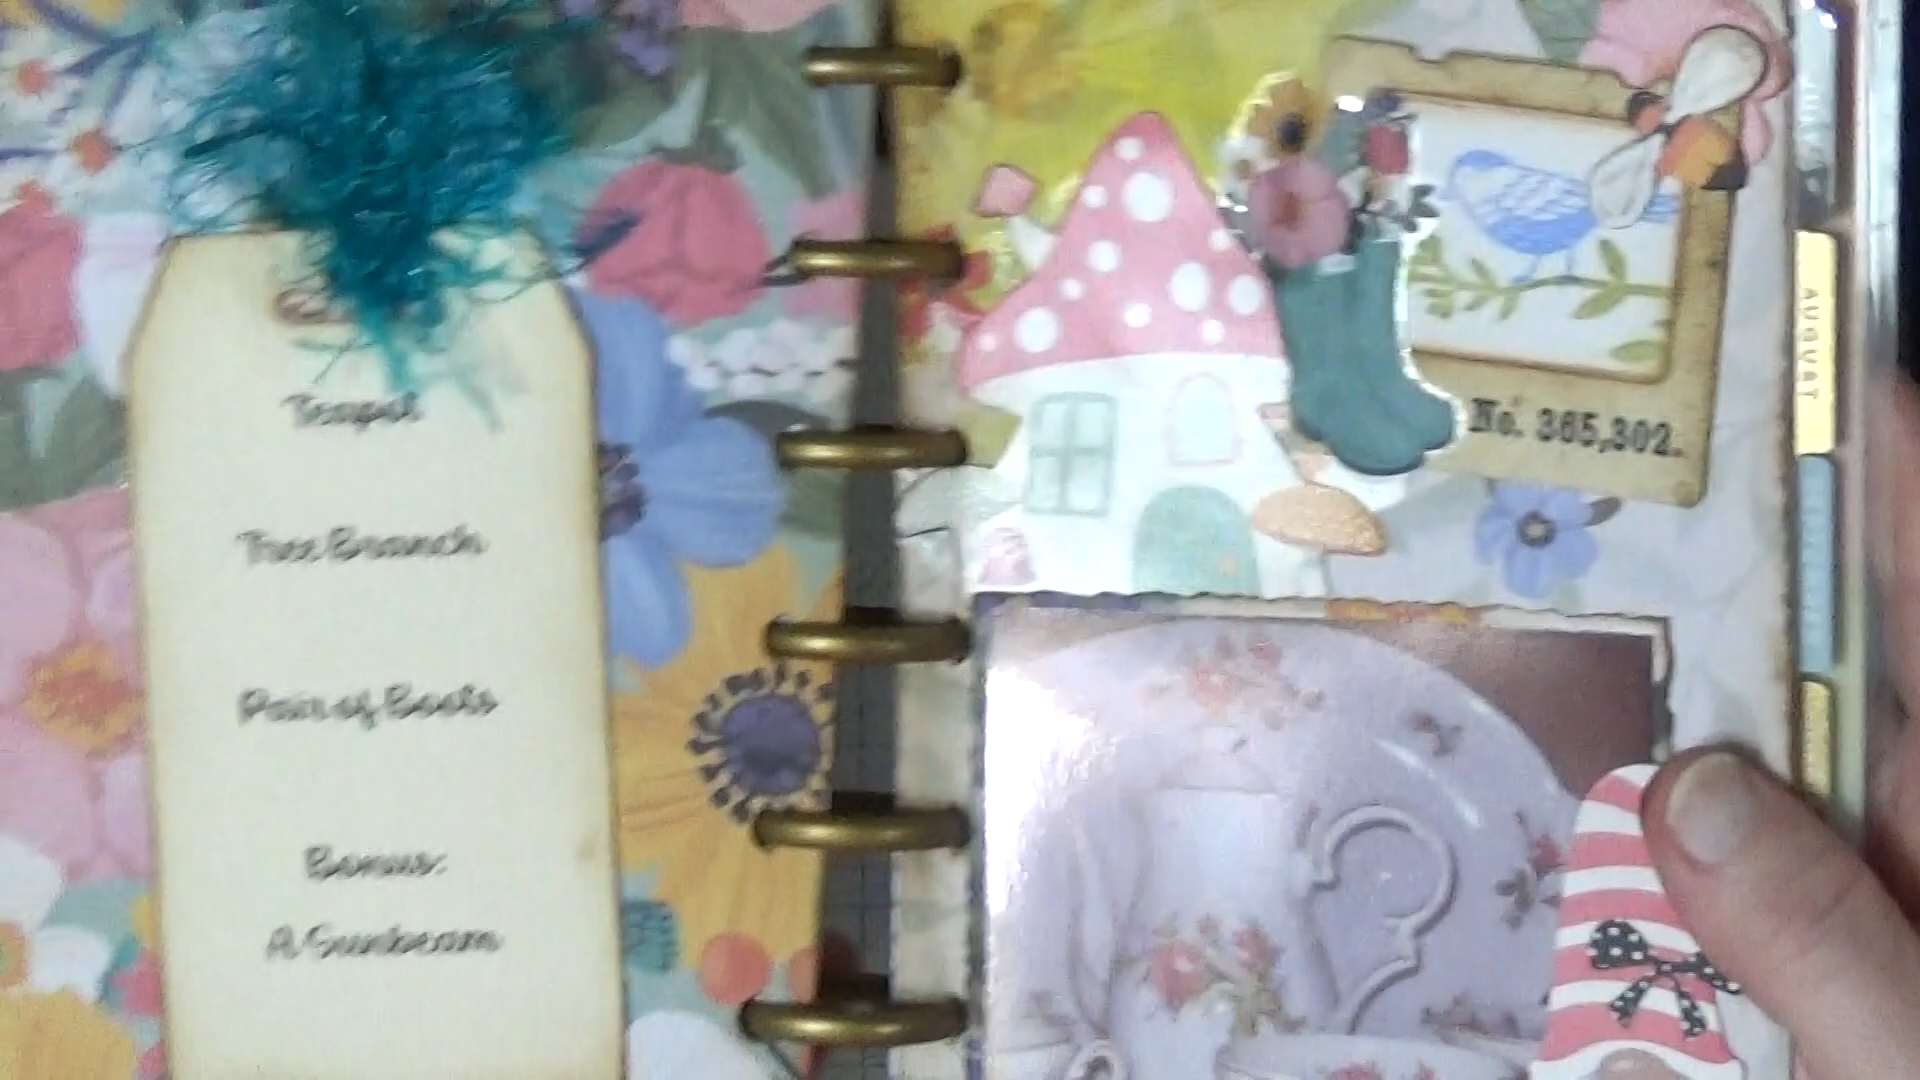 Teapot
Tree Branch
Pair of Boots
Bonus:
A Sunbeam
No. 365,302.
AUGUST